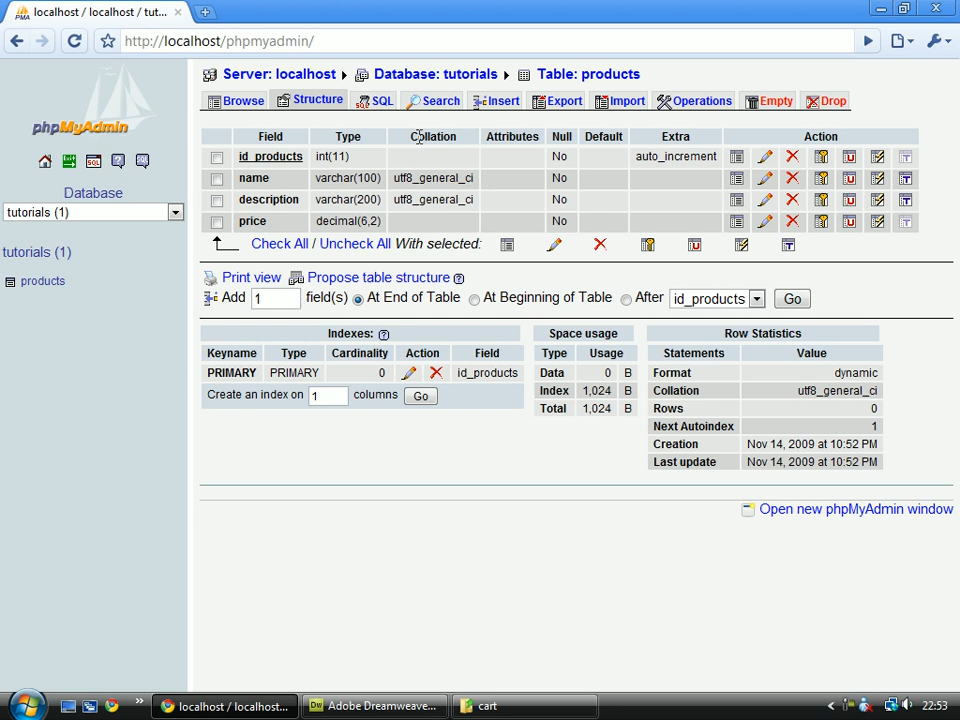 localhost / localhost / tut...
http://localhost/phpmyadmin/
phpMyAdmin
Database
tutorials (1)
tutorials (1)
products
Server: localhost Database: tutorials Table: products
Browse Structure SQL Search Insert Export Import Operations Empty Drop
Field Type Collation Attributes Null Default Extra Action
id_products int(11) No auto_increment
name varchar(100) utf8_general_ci No
description varchar(200) utf8_general_ci No
price decimal(6,2) No
Check All / Uncheck All With selected:
Print view Propose table structure
Add 1 field(s) At End of Table At Beginning of Table After id_products Go
Indexes:
Keyname Type Cardinality Action Field
PRIMARY PRIMARY 0 id_products
Create an index on 1 columns Go
Space usage
Type Usage
Data 0 B
Index 1,024 B
Total 1,024 B
Row Statistics
Statements Value
Format dynamic
Collation utf8_general_ci
Rows 0
Next Autoindex 1
Creation Nov 14, 2009 at 10:52 PM
Last update Nov 14, 2009 at 10:52 PM
Open new phpMyAdmin window
localhost / localhost... Adobe Dreamweave... cart 22:53